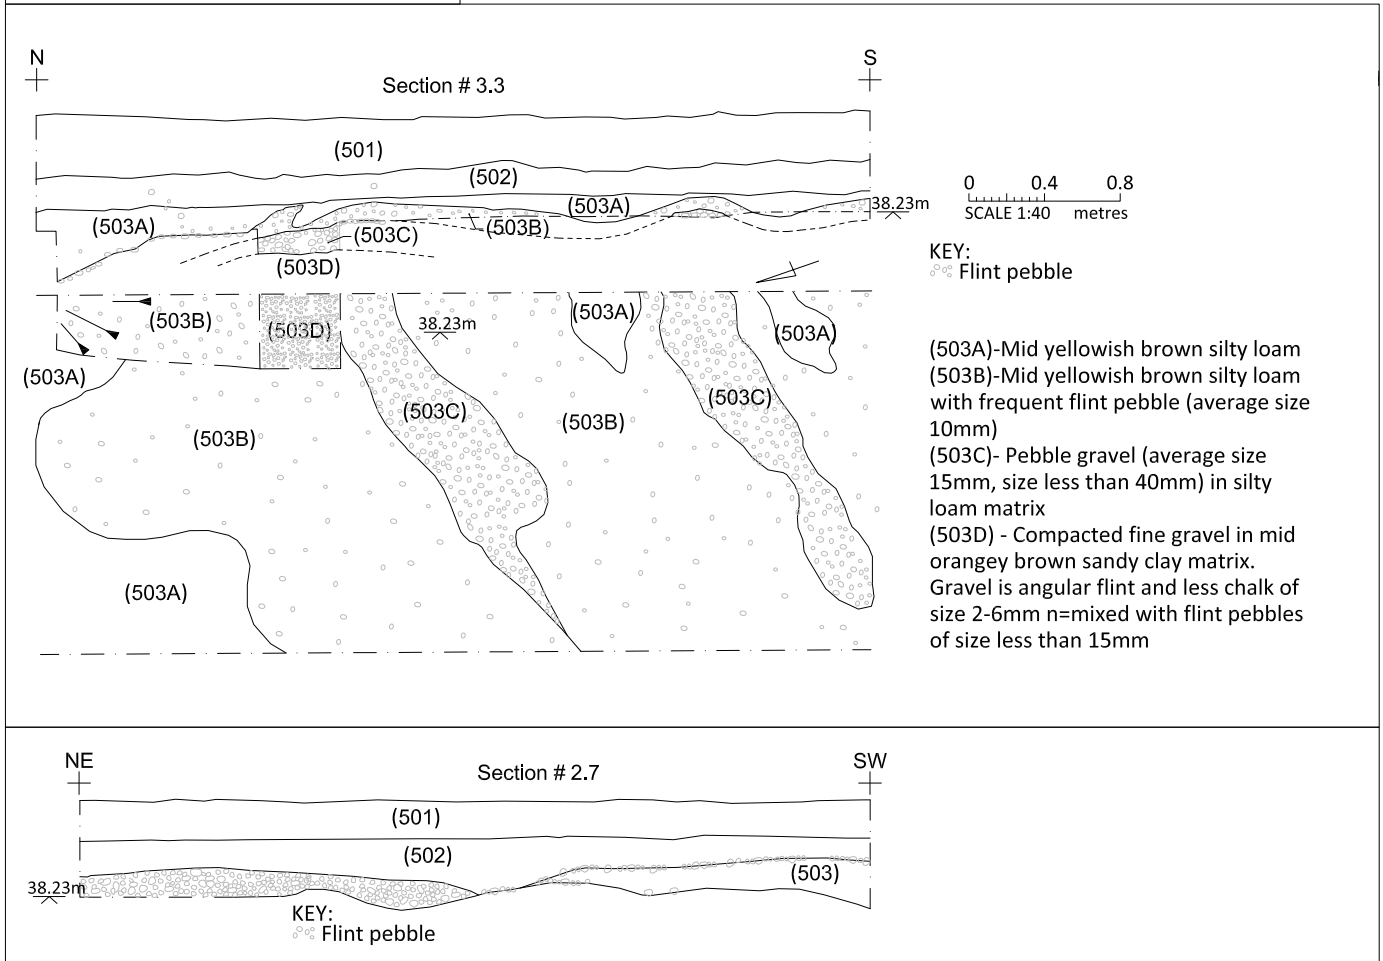 N
S
Section # 3.3
(501)
(502)
(503A)
38.23m
(503A)
(503B)
(503C)
(503D)
0 0.4 0.8
SCALE 1:40 metres
KEY:
Flint pebble
(503B)
(503D)
38.23m
(503A)
(503A)
(503A)
(503C)
(503C)
(503B)
(503B)
(503A)
(503A)-Mid yellowish brown silty loam
(503B)-Mid yellowish brown silty loam
with frequent flint pebble (average size
10mm)
(503C)- Pebble gravel (average size
15mm, size less than 40mm) in silty
loam matrix
(503D) - Compacted fine gravel in mid
orangey brown sandy clay matrix.
Gravel is angular flint and less chalk of
size 2-6mm n=mixed with flint pebbles
of size less than 15mm
NE
SW
Section # 2.7
(501)
(502)
(503)
38.23m
KEY:
Flint pebble